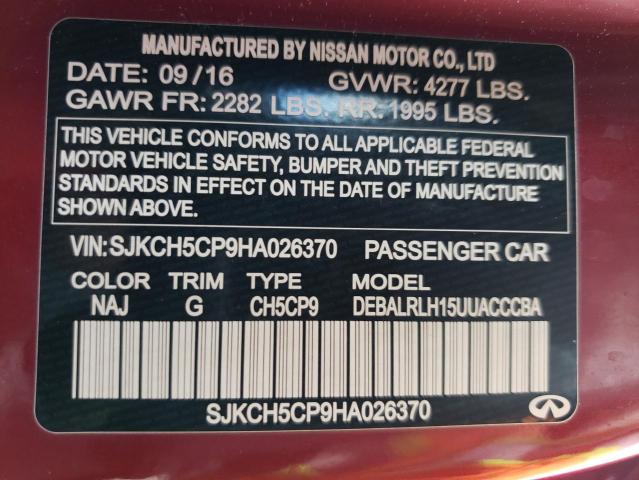 MANUFACTURED BY NISSAN MOTOR CO., LTD
DATE: 09/16 GVWR: 4277 LBS.
GAWR FR: 2282 LBS. RR: 1995 LBS.
THIS VEHICLE CONFORMS TO ALL APPLICABLE FEDERAL
MOTOR VEHICLE SAFETY, BUMPER AND THEFT PREVENTION
STANDARDS IN EFFECT ON THE DATE OF MANUFACTURE
SHOWN ABOVE.
VIN:SJKCH5CP9HA026370 PASSENGER CAR
COLOR TRIM TYPE MODEL
NAJ G CH5CP9 DEBALRLH15UUACCCBA
SJKCH5CP9HA026370